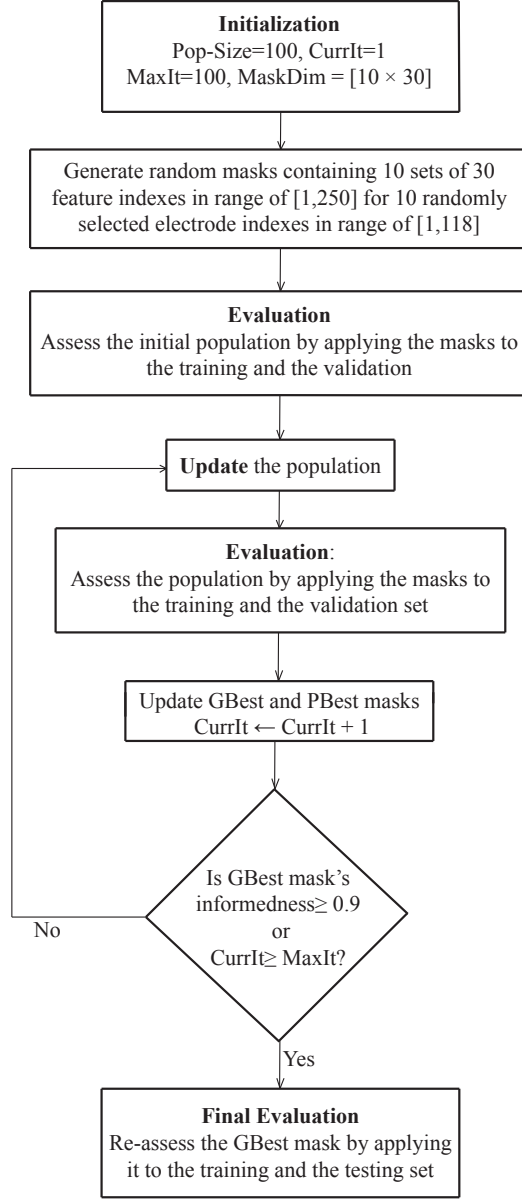 Initialization
Pop-Size=100, CurrIt=1
MaxIt=100, MaskDim = [10 × 30]
Generate random masks containing 10 sets of 30
feature indexes in range of [1,250] for 10 randomly
selected electrode indexes in range of [1,118]
Evaluation
Assess the initial population by applying the masks to
the training and the validation
Update the population
Evaluation:
Assess the population by applying the masks to
the training and the validation set
Update GBest and PBest masks
CurrIt ← CurrIt + 1
Is GBest mask’s
informedness≥ 0.9
or
CurrIt≥ MaxIt?
No
Yes
Final Evaluation
Re-assess the GBest mask by applying
it to the training and the testing set